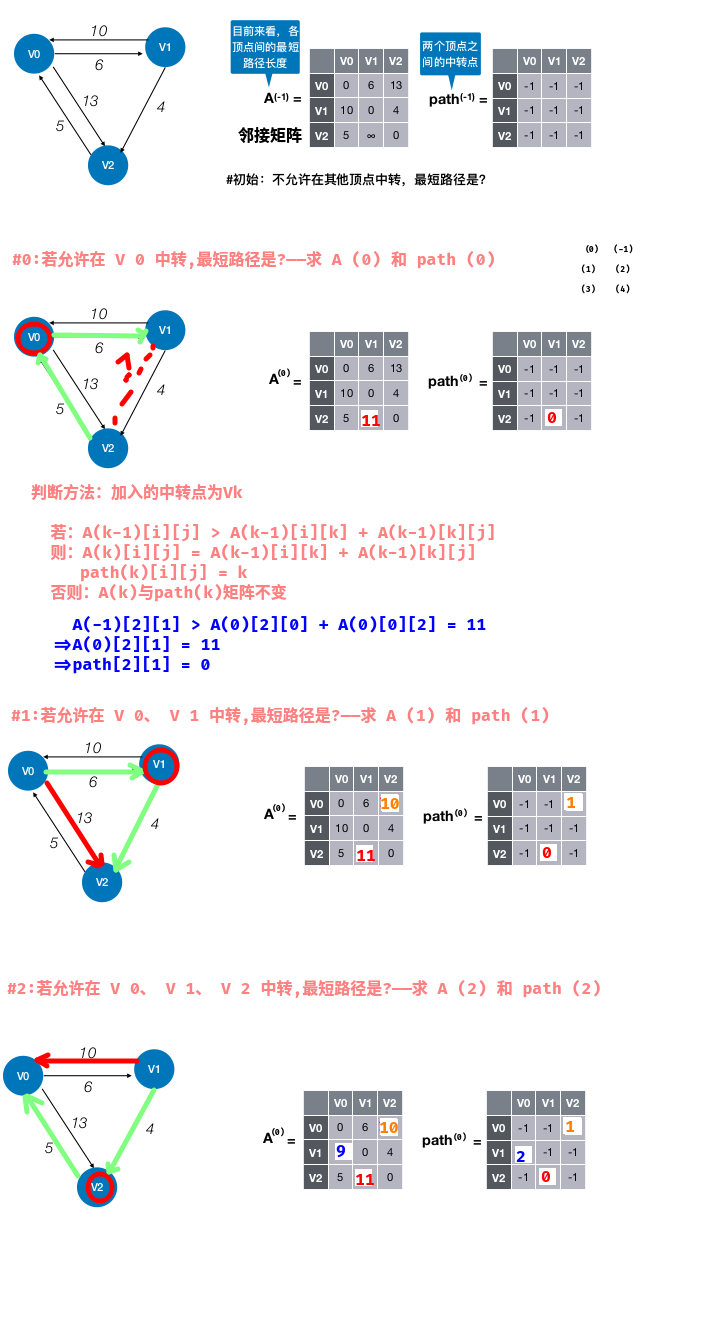 10
V0
V1
6
13
4
5
V2
目前来看，各
顶点间的最短
路径长度
A(-1) =
邻接矩阵
V0 V1 V2
V0 0 6 13
V1 10 0 4
V2 5 ∞ 0
两个顶点之
间的中转点
path(-1) =
V0 V1 V2
V0 -1 -1 -1
V1 -1 -1 -1
V2 -1 -1 -1
#初始：不允许在其他顶点中转，最短路径是？
#0:若允许在 V 0 中转,最短路径是?——求 A (0) 和 path (0)
(0) (-1)
(1) (2)
(3) (4)
10
V0
V1
6
13
4
5
V2
A(0) =
V0 V1 V2
V0 0 6 13
V1 10 0 4
V2 5 11 0
path(0) =
V0 V1 V2
V0 -1 -1 -1
V1 -1 -1 -1
V2 -1 0 -1
判断方法：加入的中转点为Vk
若：A(k-1)[i][j] > A(k-1)[i][k] + A(k-1)[k][j]
则：A(k)[i][j] = A(k-1)[i][k] + A(k-1)[k][j]
path(k)[i][j] = k
否则：A(k)与path(k)矩阵不变
A(-1)[2][1] > A(0)[2][0] + A(0)[0][2] = 11
⇒A(0)[2][1] = 11
⇒path[2][1] = 0
#1:若允许在 V 0、 V 1 中转,最短路径是?——求 A (1) 和 path (1)
10
V0
V1
6
13
4
5
V2
A(0) =
V0 V1 V2
V0 0 6 10
V1 10 0 4
V2 5 11 0
path(0) =
V0 V1 V2
V0 -1 -1 1
V1 -1 -1 -1
V2 -1 0 -1
#2:若允许在 V 0、 V 1、 V 2 中转,最短路径是?——求 A (2) 和 path (2)
10
V0
V1
6
13
4
5
V2
A(0) =
V0 V1 V2
V0 0 6 10
V1 9 0 4
V2 5 11 0
path(0) =
V0 V1 V2
V0 -1 -1 1
V1 2 -1 -1
V2 -1 0 -1